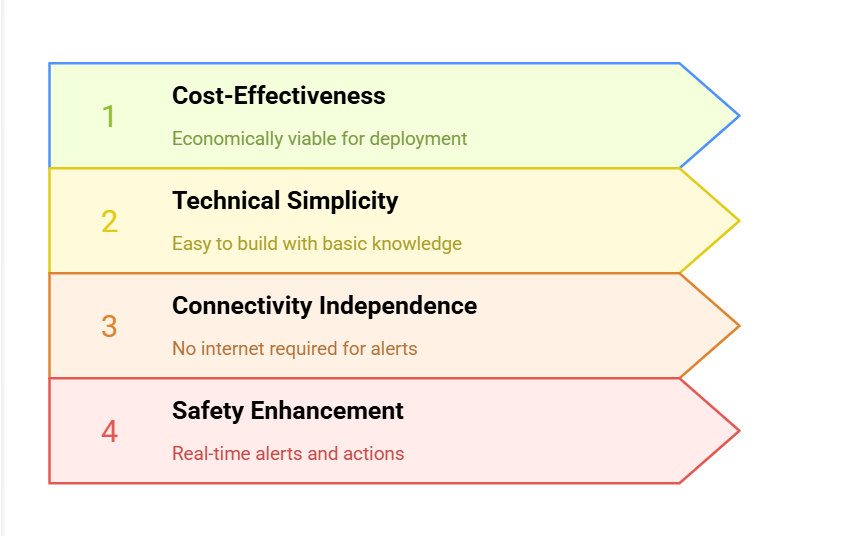 1
Cost-Effectiveness
Economically viable for deployment
2
Technical Simplicity
Easy to build with basic knowledge
3
Connectivity Independence
No internet required for alerts
4
Safety Enhancement
Real-time alerts and actions